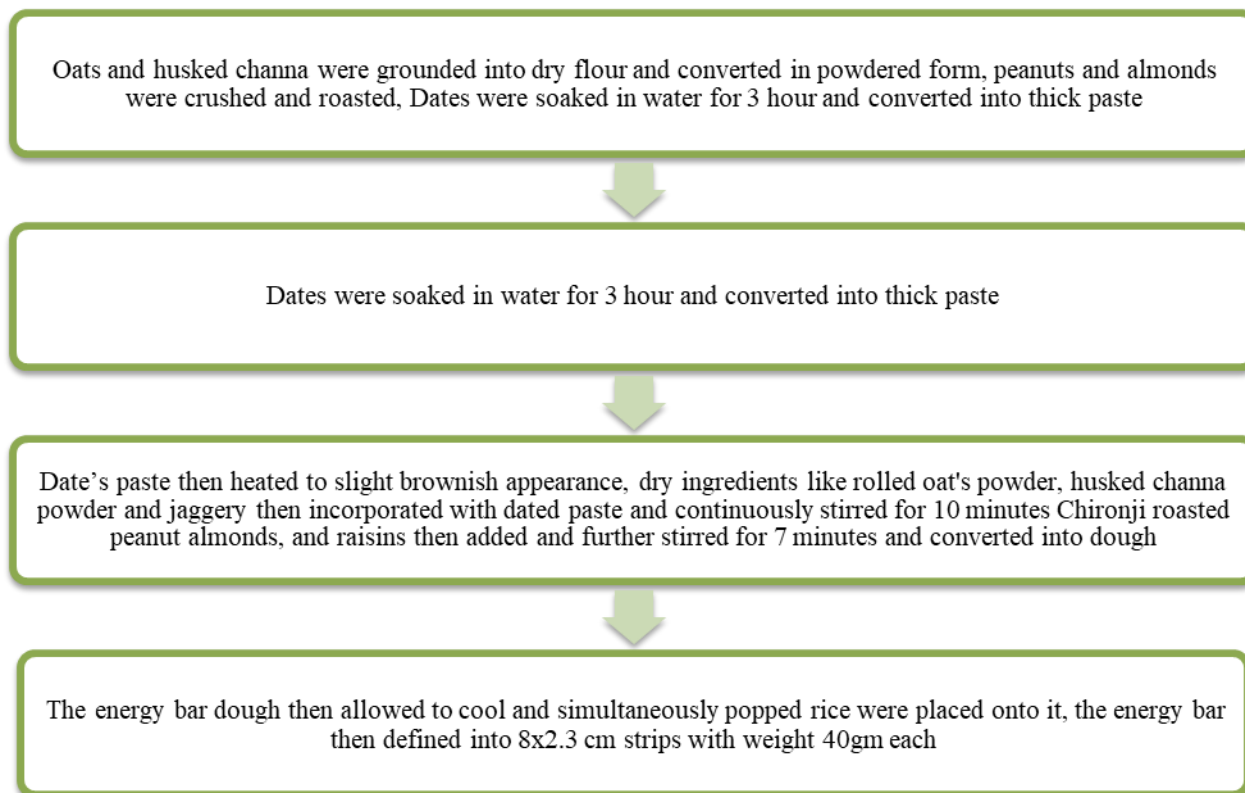 Oats and husked channa were grounded into dry flour and converted in powdered form, peanuts and almonds
were crushed and roasted, Dates were soaked in water for 3 hour and converted into thick paste
Dates were soaked in water for 3 hour and converted into thick paste
Date’s paste then heated to slight brownish appearance, dry ingredients like rolled oat's powder, husked channa
powder and jaggery then incorporated with dated paste and continuously stirred for 10 minutes Chironji roasted
peanut almonds, and raisins then added and further stirred for 7 minutes and converted into dough
The energy bar dough then allowed to cool and simultaneously popped rice were placed onto it, the energy bar
then defined into 8x2.3 cm strips with weight 40gm each